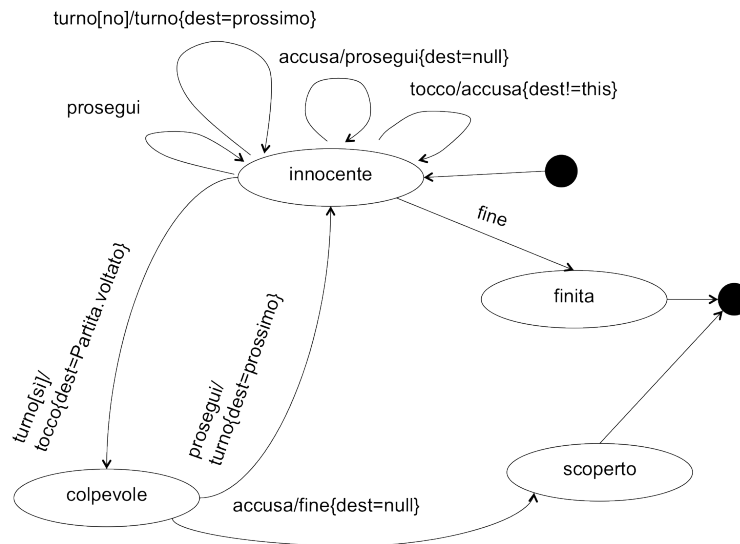 turno[no]/turno{dest=prossimo}
accusa/prosegui{dest=null}
tocco/accusa{dest!=this}
prosegui
innocente
fine
finita
turno[si]/
tocco{dest=Partita.voltato}
prosegui/
turno{dest=prossimo}
scoperto
colpevole
accusa/fine{dest=null}